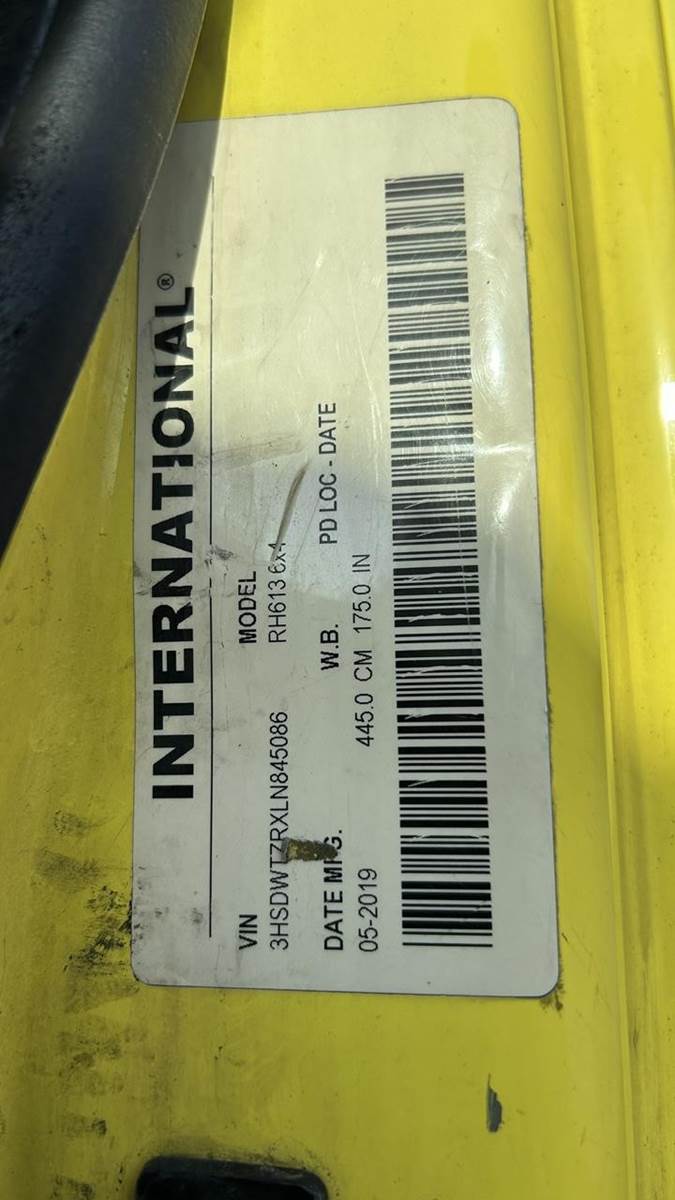 INTERNATIONAL®
VIN MODEL
3HSDWTZRXLN845086 RH613 6x4
DATE MFG. W.B. PD LOC - DATE
05-2019 445.0 CM 175.0 IN